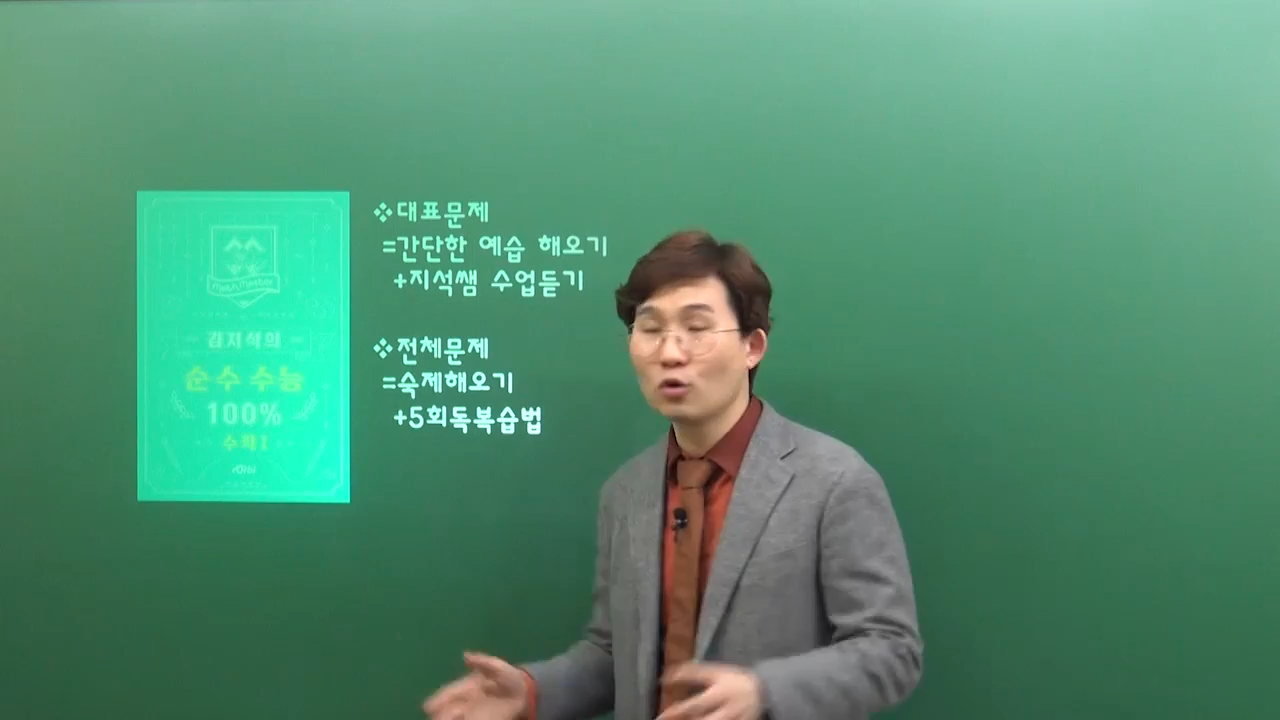 Math Master
김지석의
순수수능
100%
수학I
❖대표문제
=간단한 예습 해오기
+지석쌤 수업듣기
❖전체문제
=숙제해오기
+5회독복습법